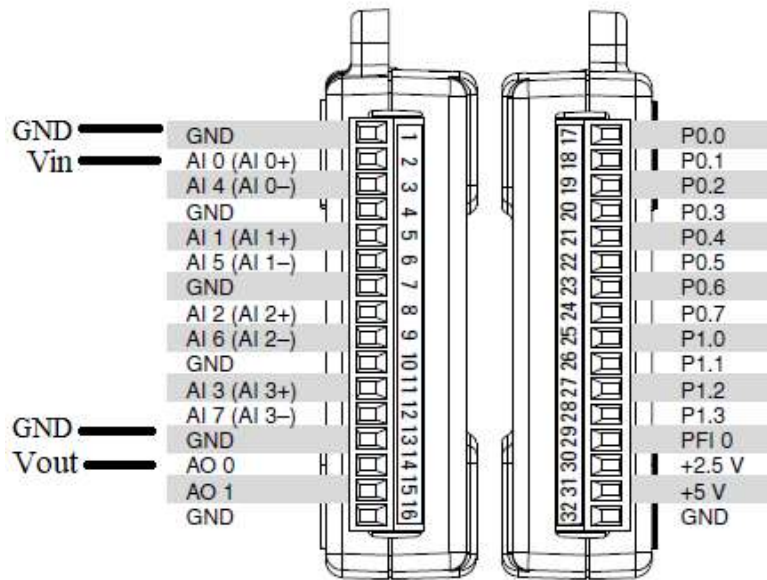 GND
Vin
GND
Vout
GND 1
AI 0 (AI 0+) 2
AI 4 (AI 0–) 3
GND 4
AI 1 (AI 1+) 5
AI 5 (AI 1–) 6
GND 7
AI 2 (AI 2+) 8
AI 6 (AI 2–) 9
GND 10
AI 3 (AI 3+) 11
AI 7 (AI 3–) 12
GND 13
AO 0 14
AO 1 15
GND 16
17 P0.0
18 P0.1
19 P0.2
20 P0.3
21 P0.4
22 P0.5
23 P0.6
24 P0.7
25 P1.0
26 P1.1
27 P1.2
28 P1.3
29 PFI 0
30 +2.5 V
31 +5 V
32 GND